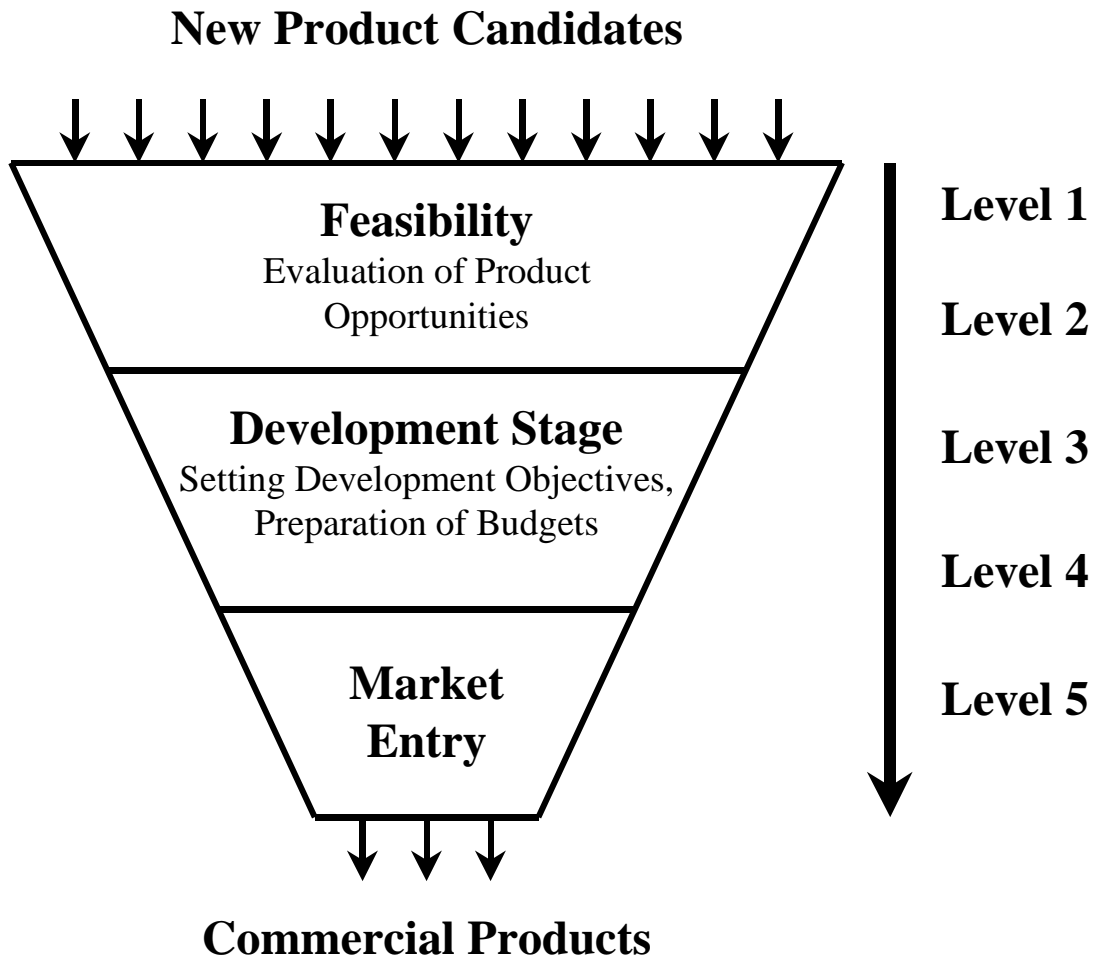 New Product Candidates
Feasibility
Evaluation of Product
Opportunities
Development Stage
Setting Development Objectives,
Preparation of Budgets
Market
Entry
Commercial Products
Level 1
Level 2
Level 3
Level 4
Level 5